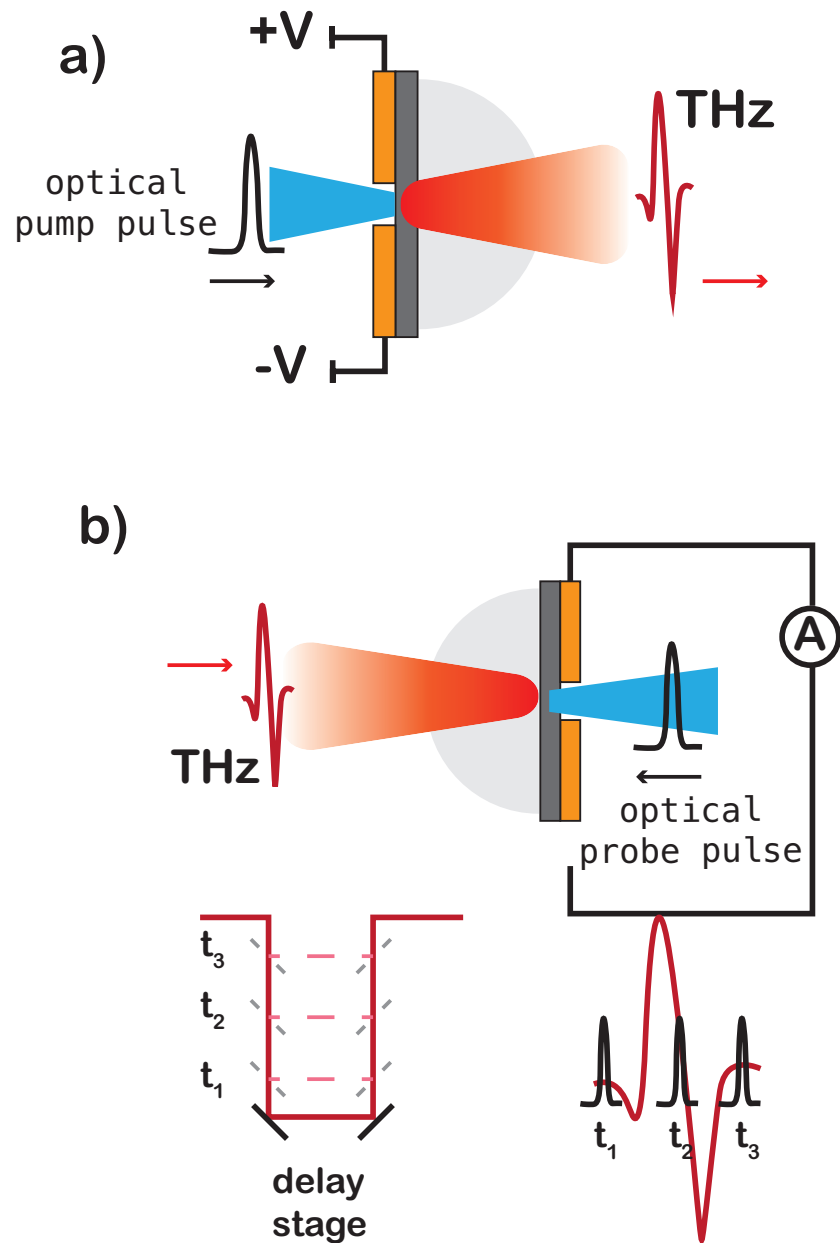 a)
+V
THz
optical
pump pulse
-V
b)
A
THz
optical
probe pulse
t3
t2
t1
t1 t2 t3
delay
stage